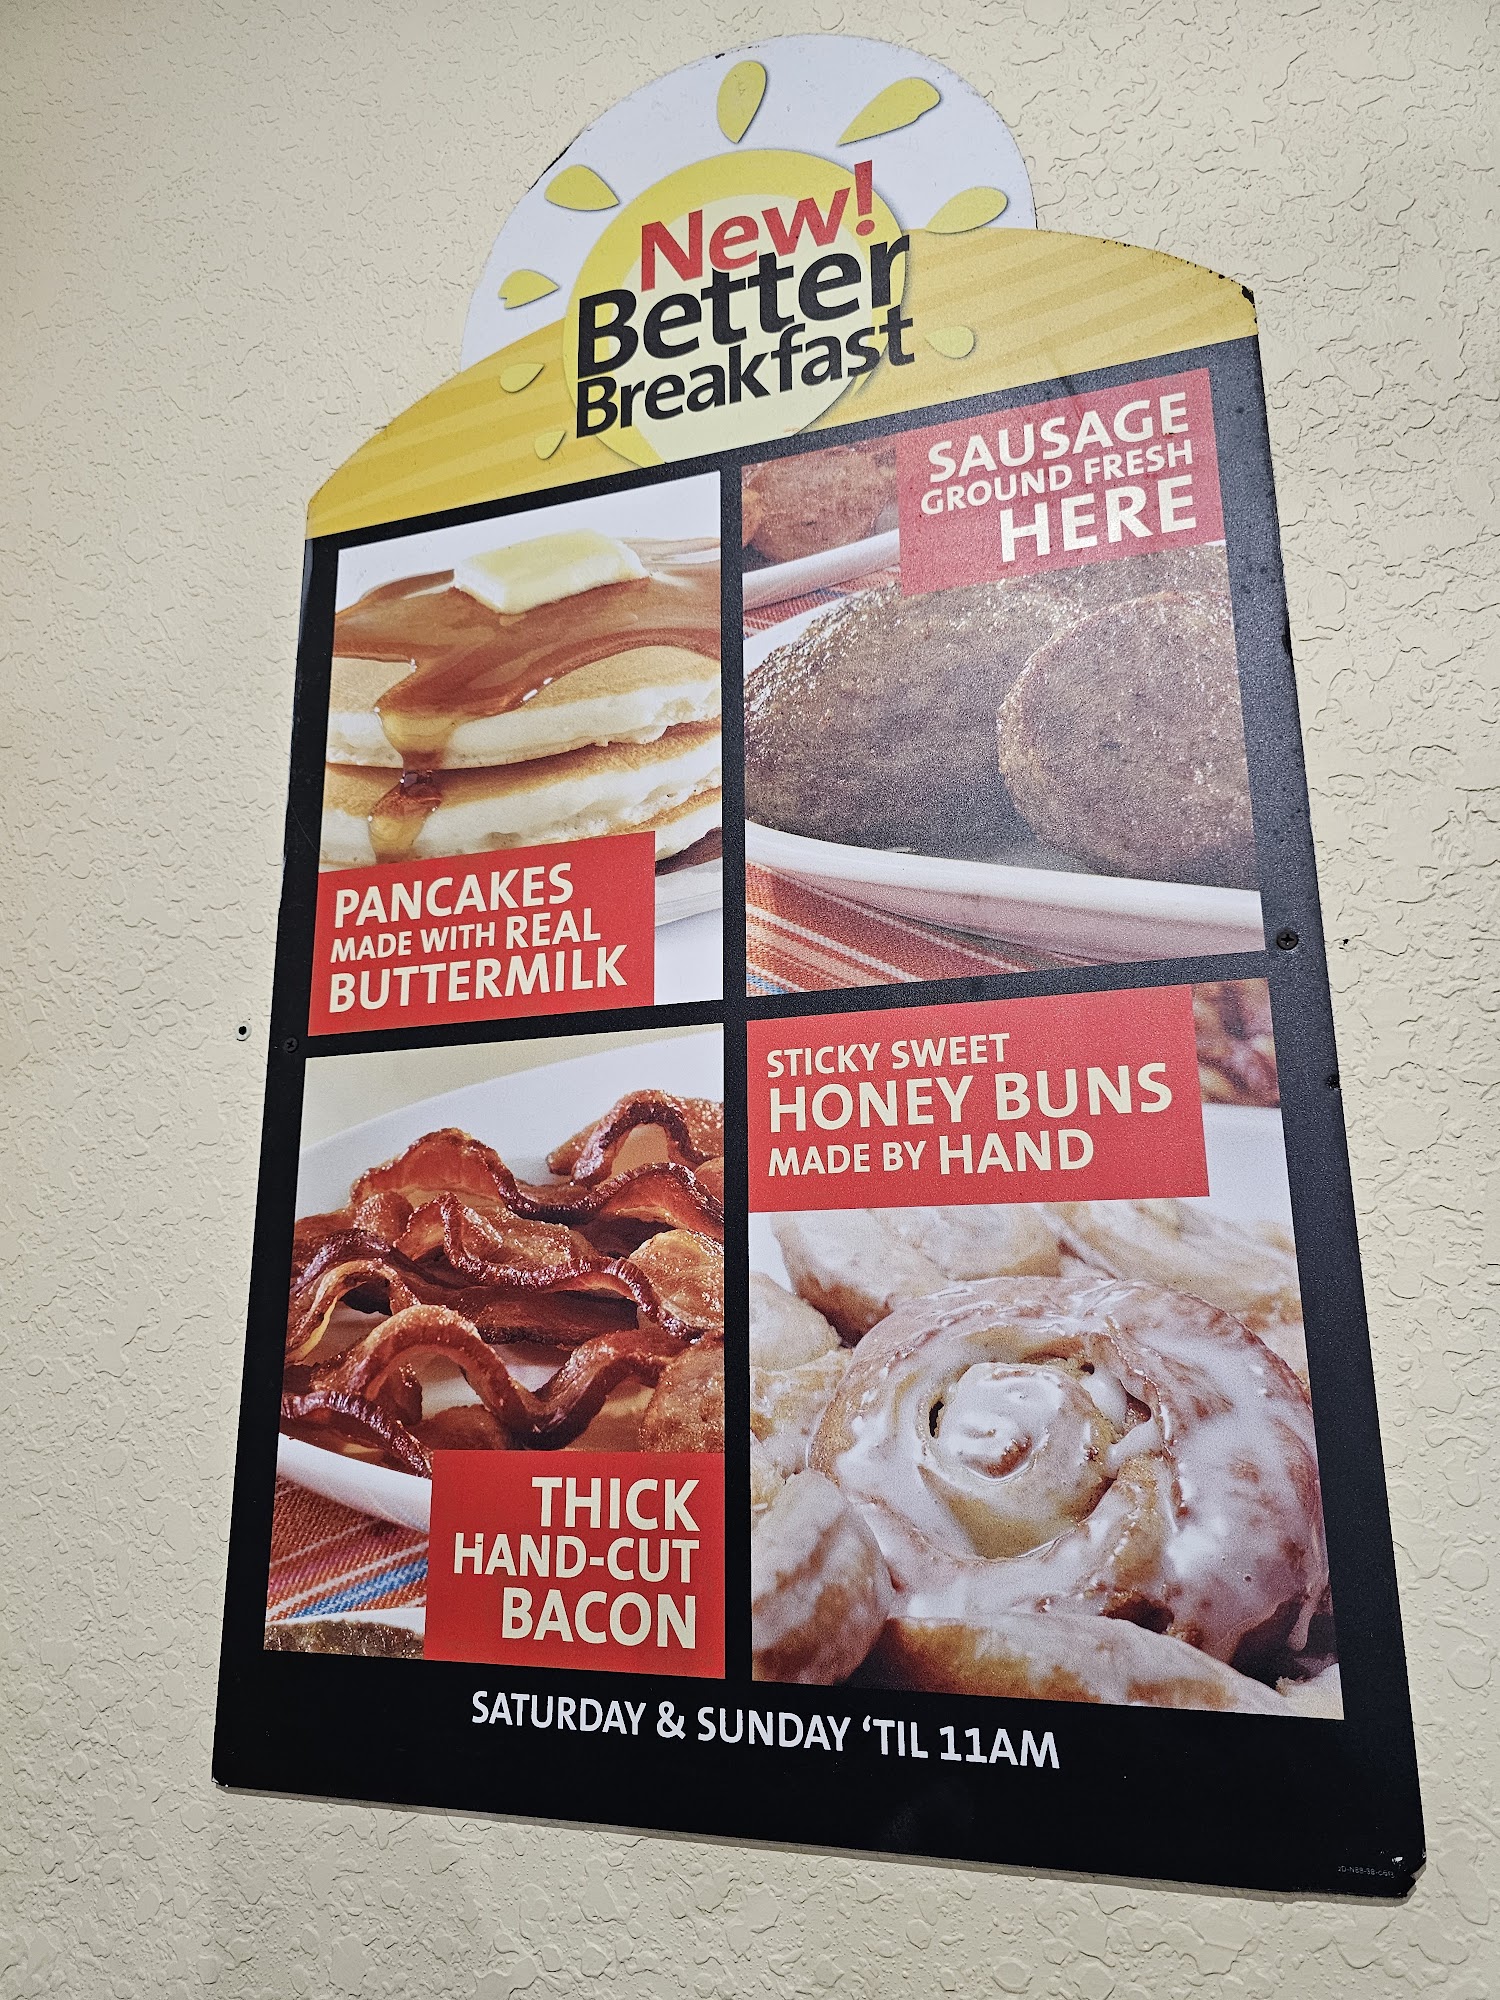 New!
Better
Breakfast
SAUSAGE
GROUND FRESH
HERE
PANCAKES
MADE WITH REAL
BUTTERMILK
STICKY SWEET
HONEY BUNS
MADE BY HAND
THICK
HAND-CUT
BACON
SATURDAY & SUNDAY ‘TIL 11AM